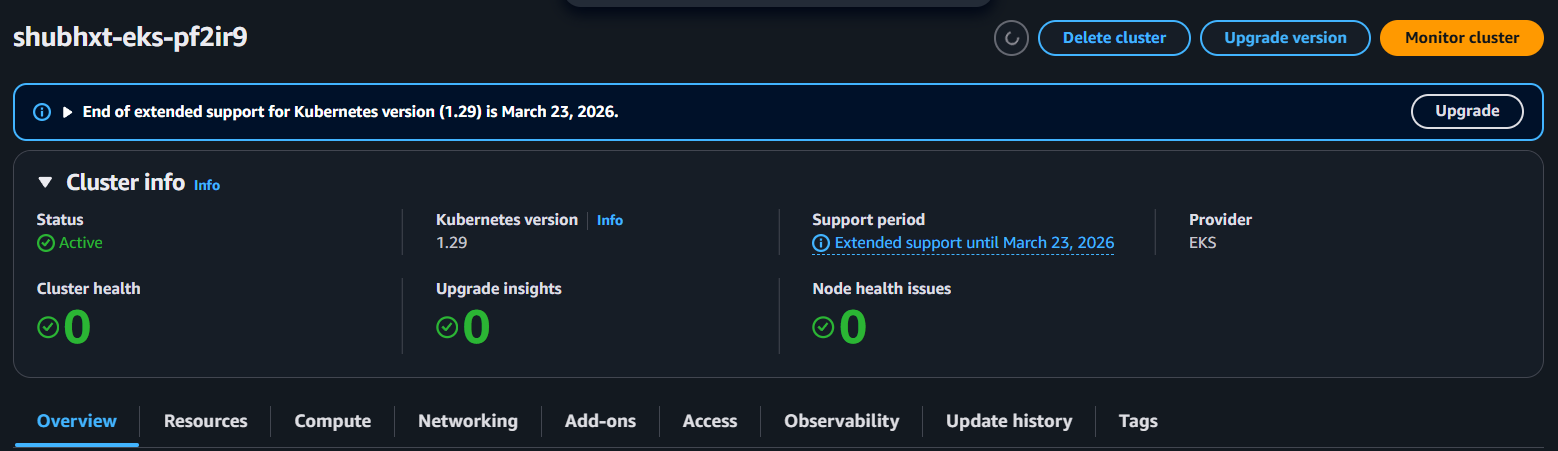 shubhxt-eks-pf2ir9
Delete cluster
Upgrade version
Monitor cluster
End of extended support for Kubernetes version (1.29) is March 23, 2026.
Upgrade
Cluster info Info
Status
Active
Kubernetes version Info
1.29
Support period
Extended support until March 23, 2026
Provider
EKS
Cluster health
0
Upgrade insights
0
Node health issues
0
Overview
Resources
Compute
Networking
Add-ons
Access
Observability
Update history
Tags